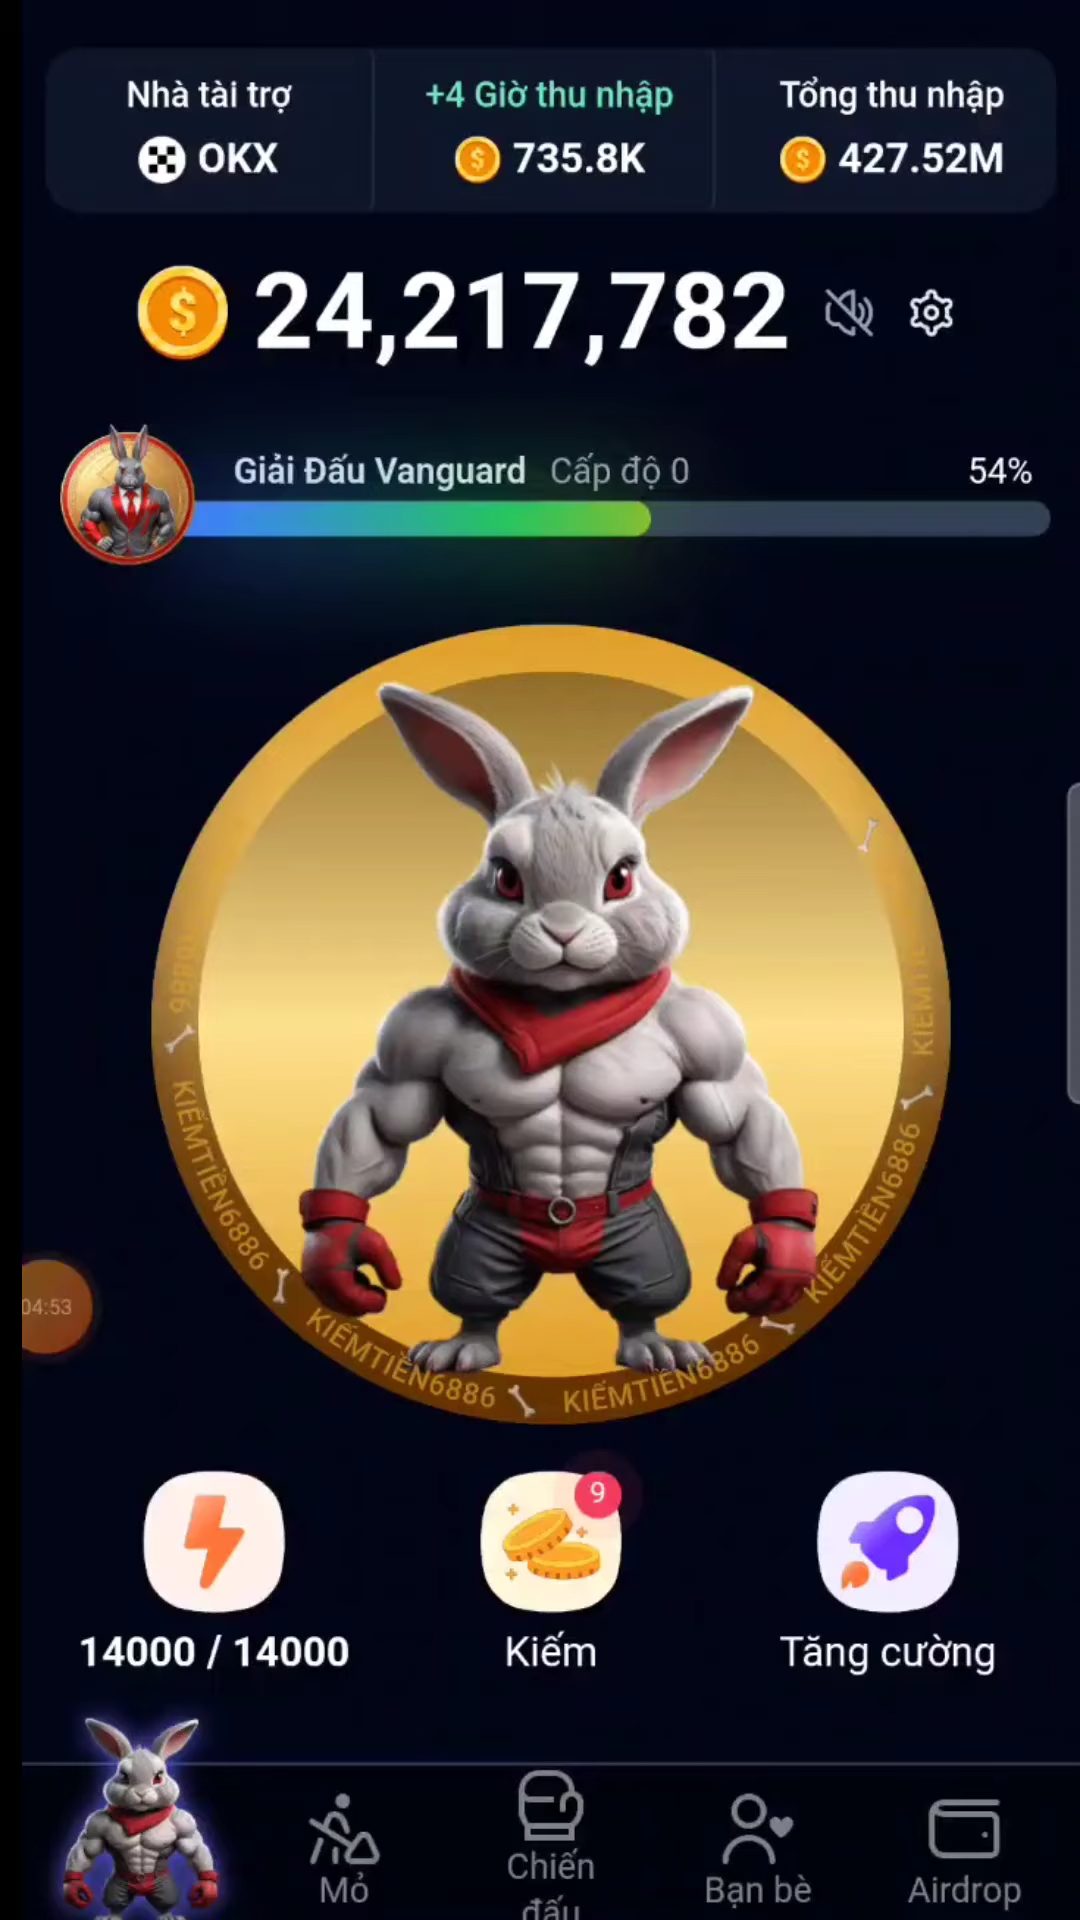 Nhà tài trợ
OKX
+4 Giờ thu nhập
735.8K
Tổng thu nhập
427.52M
24,217,782
Giải Đấu Vanguard Cấp độ 0
54%
KIẾMTIỀN6886
KIẾMTIỀN6886
KIẾMTIỀN6886
KIẾMTIỀN6886
04:53
14000 / 14000
9
Kiếm
Tăng cường
Mỏ
Chiến
đấu
Bạn bè
Airdrop